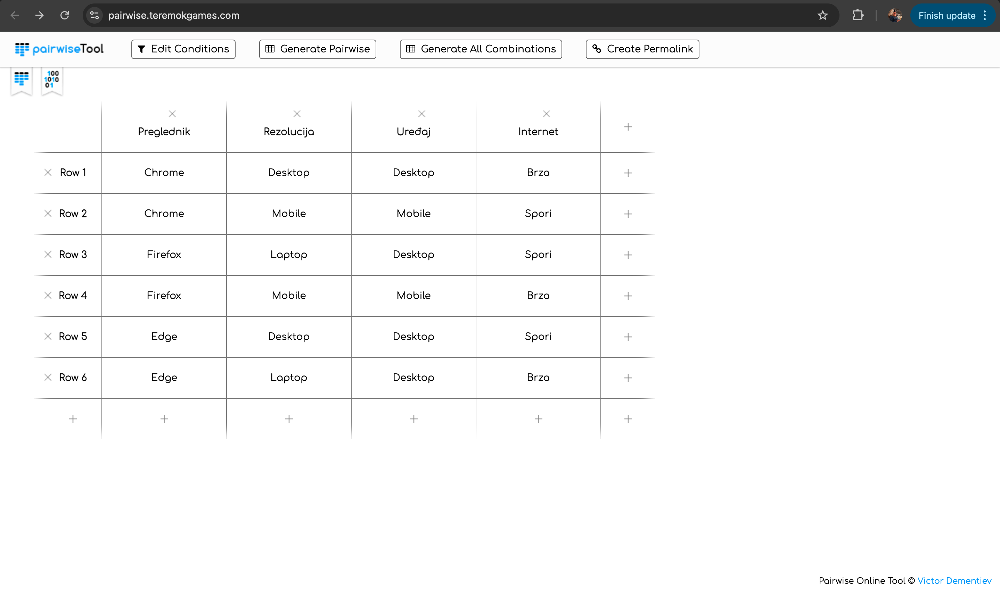 pairwise.teremokgames.com
Finish update
pairwiseTool
Edit Conditions
Generate Pairwise
Generate All Combinations
Create Permalink
100
1010
01
Preglednik Rezolucija Uređaj Internet
Row 1 Chrome Desktop Desktop Brza
Row 2 Chrome Mobile Mobile Spori
Row 3 Firefox Laptop Desktop Spori
Row 4 Firefox Mobile Mobile Brza
Row 5 Edge Desktop Desktop Spori
Row 6 Edge Laptop Desktop Brza
Pairwise Online Tool © Victor Dementiev